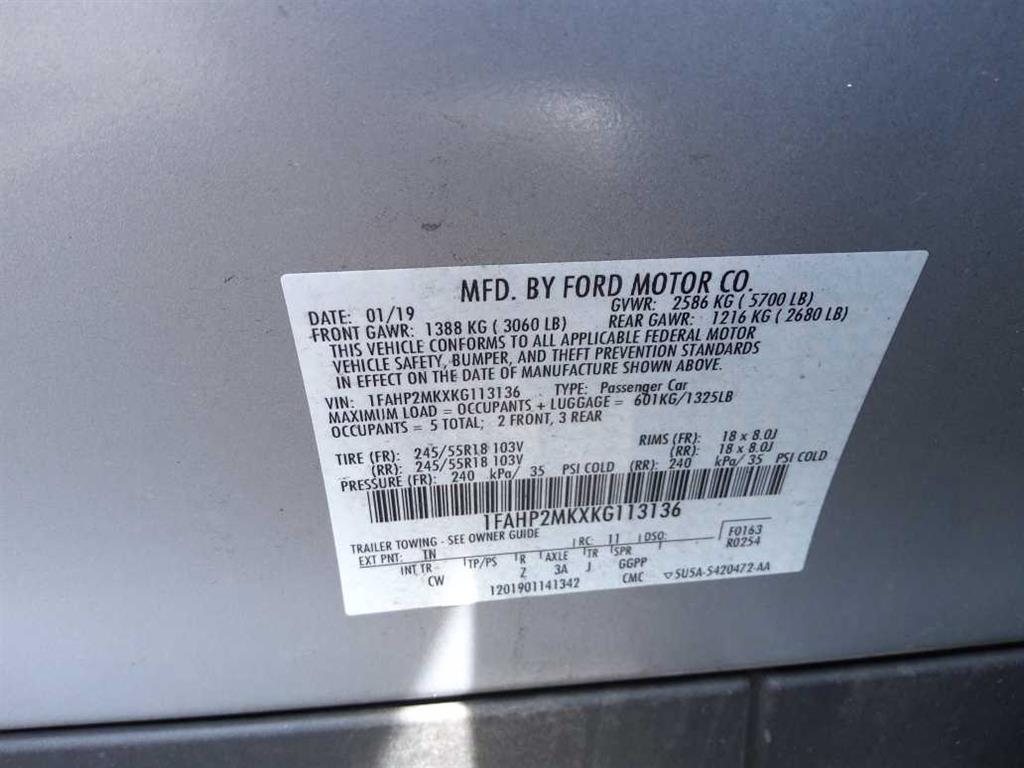 MFD. BY FORD MOTOR CO.
DATE: 01/19 GVWR: 2586 KG ( 5700 LB)
FRONT GAWR: 1388 KG ( 3060 LB) REAR GAWR: 1216 KG ( 2680 LB)
THIS VEHICLE CONFORMS TO ALL APPLICABLE FEDERAL MOTOR
VEHICLE SAFETY, BUMPER, AND THEFT PREVENTION STANDARDS
IN EFFECT ON THE DATE OF MANUFACTURE SHOWN ABOVE.
VIN: 1FAHP2MKXKG113136 TYPE: Passenger Car
MAXIMUM LOAD = OCCUPANTS + LUGGAGE = 601KG/1325LB
OCCUPANTS = 5 TOTAL; 2 FRONT, 3 REAR
TIRE (FR): 245/55R18 103V RIMS (FR): 18 x 8.0J
(RR): 245/55R18 103V (RR): 18 x 8.0J
PRESSURE (FR): 240 kPa/ 35 PSI COLD (RR): 240 kPa/ 35 PSI COLD
1FAHP2MKXKG113136
TRAILER TOWING - SEE OWNER GUIDE
EXT PNT: TN RC: 11 DSO: F0163
R0254
INT TR TP/PS R AXLE TR SPR
CW Z 3A J GGPP
1201901141342 CMC ▽5U5A-5420472-AA